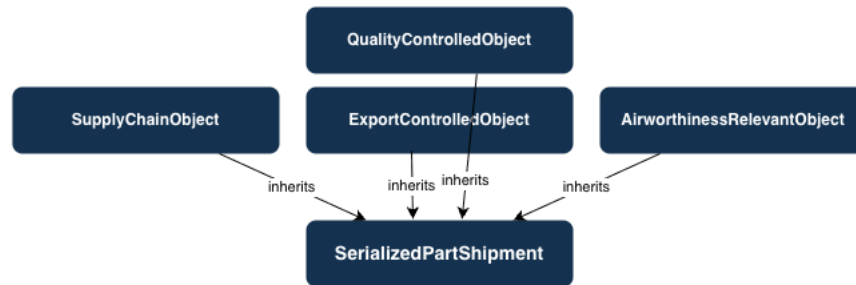 QualityControlledObject
SupplyChainObject
ExportControlledObject
AirworthinessRelevantObject
inherits
inherits
inherits
inherits
SerializedPartShipment